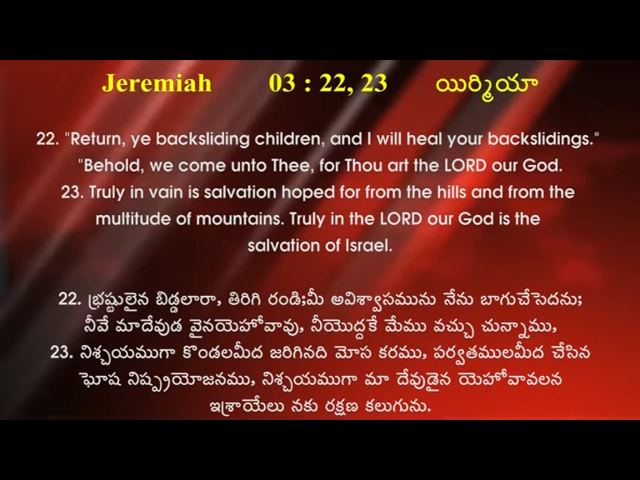 Jeremiah 03 : 22, 23 యిర్మియా
22. "Return, ye backsliding children, and I will heal your backslidings."
"Behold, we come unto Thee, for Thou art the LORD our God.
23. Truly in vain is salvation hoped for from the hills and from the
multitude of mountains. Truly in the LORD our God is the
salvation of Israel.
22. భ్రష్టులైన బిడ్డలారా, తిరిగి రండి;మీ అవిశ్వాసమును నేను బాగుచేసెదను;
నీవే మాదేవుడ వైనయెహోవావు, నీయొద్దకే మేము వచ్చు చున్నాము,
23. నిశ్చయముగా కొండలమీద జరిగినది మోస కరము, పర్వతములమీద చేసిన
ఘోష నిష్ప్రయోజనము, నిశ్చయముగా మా దేవుడైన యెహోవావలన
ఇశ్రాయేలు నకు రక్షణ కలుగును.